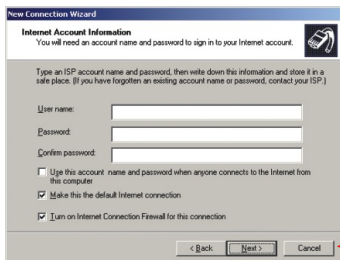 New Connection Wizard
Internet Account Information
You will need an account name and password to sign in to your Internet account.
Type an ISP account name and password, then write down this information and store it in a
safe place. (If you have forgotten an existing account name or password, contact your ISP.)
User name:
Password:
Confirm password:
Use this account name and password when anyone connects to the Internet from
this computer
Make this the default Internet connection
Turn on Internet Connection Firewall for this connection
< Back Next > Cancel